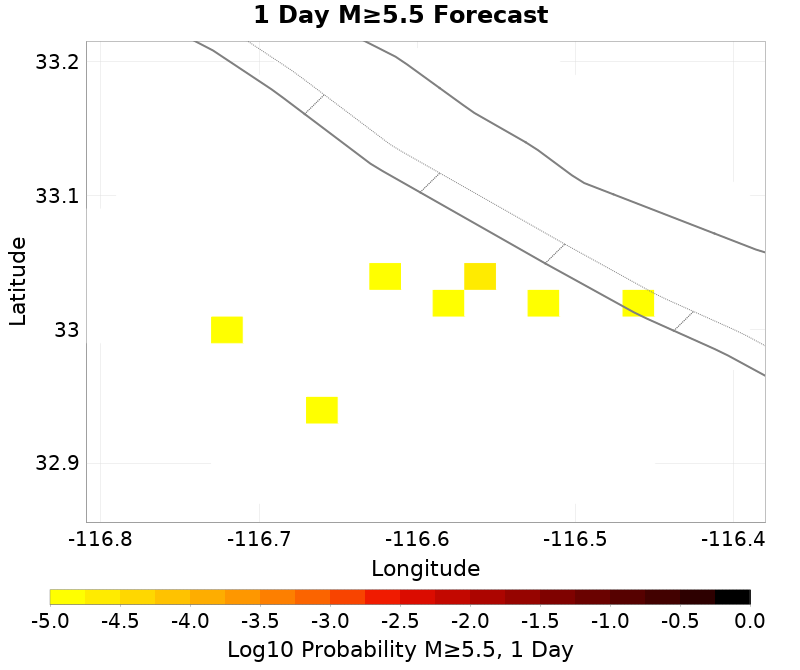 1 Day M≥5.5 Forecast
33.2
33.1
33
32.9
Latitude
-116.8 -116.7 -116.6 -116.5 -116.4
Longitude
-5.0 -4.5 -4.0 -3.5 -3.0 -2.5 -2.0 -1.5 -1.0 -0.5 0.0
Log10 Probability M≥5.5, 1 Day